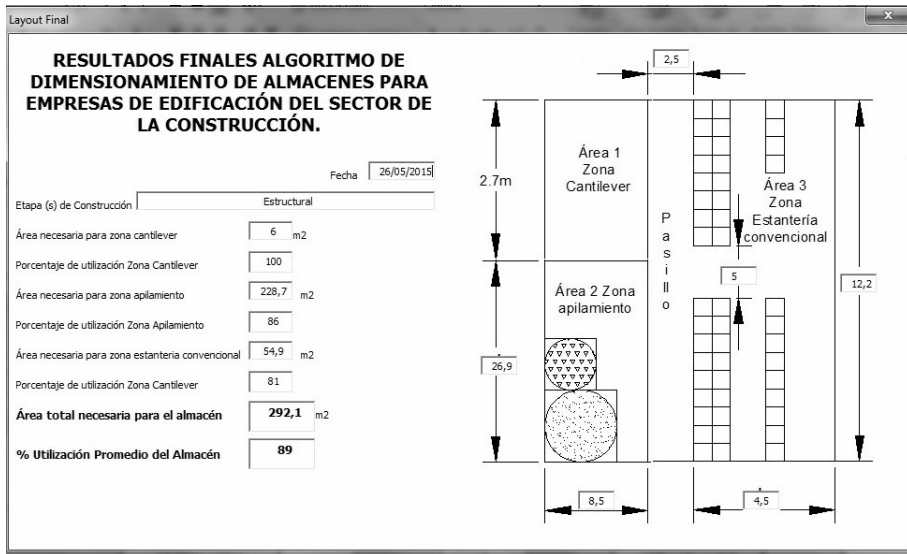 Layout Final
x
RESULTADOS FINALES ALGORITMO DE
DIMENSIONAMIENTO DE ALMACENES PARA
EMPRESAS DE EDIFICACIÓN DEL SECTOR DE
LA CONSTRUCCIÓN.
Fecha 26/05/2015
Etapa (s) de Construcción Estructural
Área necesaria para zona cantilever 6 m2
Porcentaje de utilización Zona Cantilever 100
Área necesaria para zona apilamiento 228,7 m2
Porcentaje de utilización Zona Apilamiento 86
Área necesaria para zona estanteria convencional 54,9 m2
Porcentaje de utilización Zona Cantilever 81
Área total necesaria para el almacén 292,1 m2
% Utilización Promedio del Almacén 89
2,5
2.7m
Área 1
Zona
Cantilever
Pasillo
Área 3
Zona
Estantería
convencional
5
12,2
Área 2 Zona
apilamiento
26,9
8,5
4,5